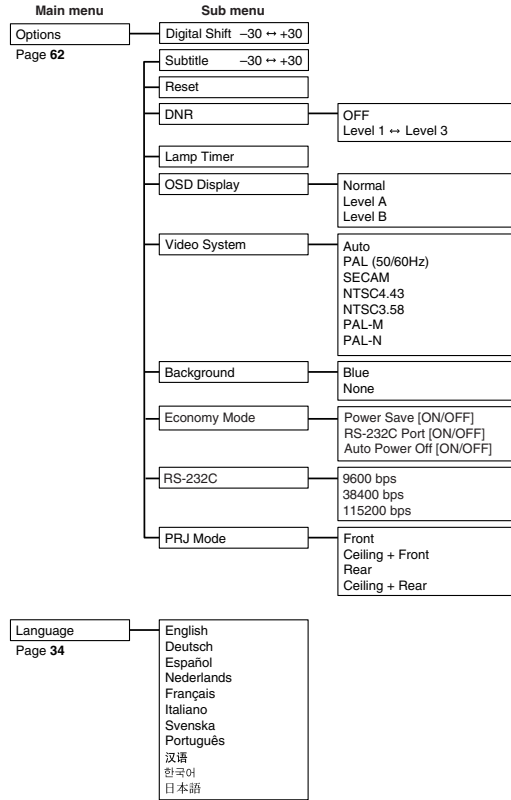 Main menu
Sub menu
Options
Page 62
Digital Shift −30 ↔ +30
Subtitle −30 ↔ +30
Reset
DNR
OFF
Level 1 ↔ Level 3
Lamp Timer
OSD Display
Normal
Level A
Level B
Video System
Auto
PAL (50/60Hz)
SECAM
NTSC4.43
NTSC3.58
PAL-M
PAL-N
Background
Blue
None
Economy Mode
Power Save [ON/OFF]
RS-232C Port [ON/OFF]
Auto Power Off [ON/OFF]
RS-232C
9600 bps
38400 bps
115200 bps
PRJ Mode
Front
Ceiling + Front
Rear
Ceiling + Rear
Language
Page 34
English
Deutsch
Español
Nederlands
Français
Italiano
Svenska
Português
汉语
한국어
日本語